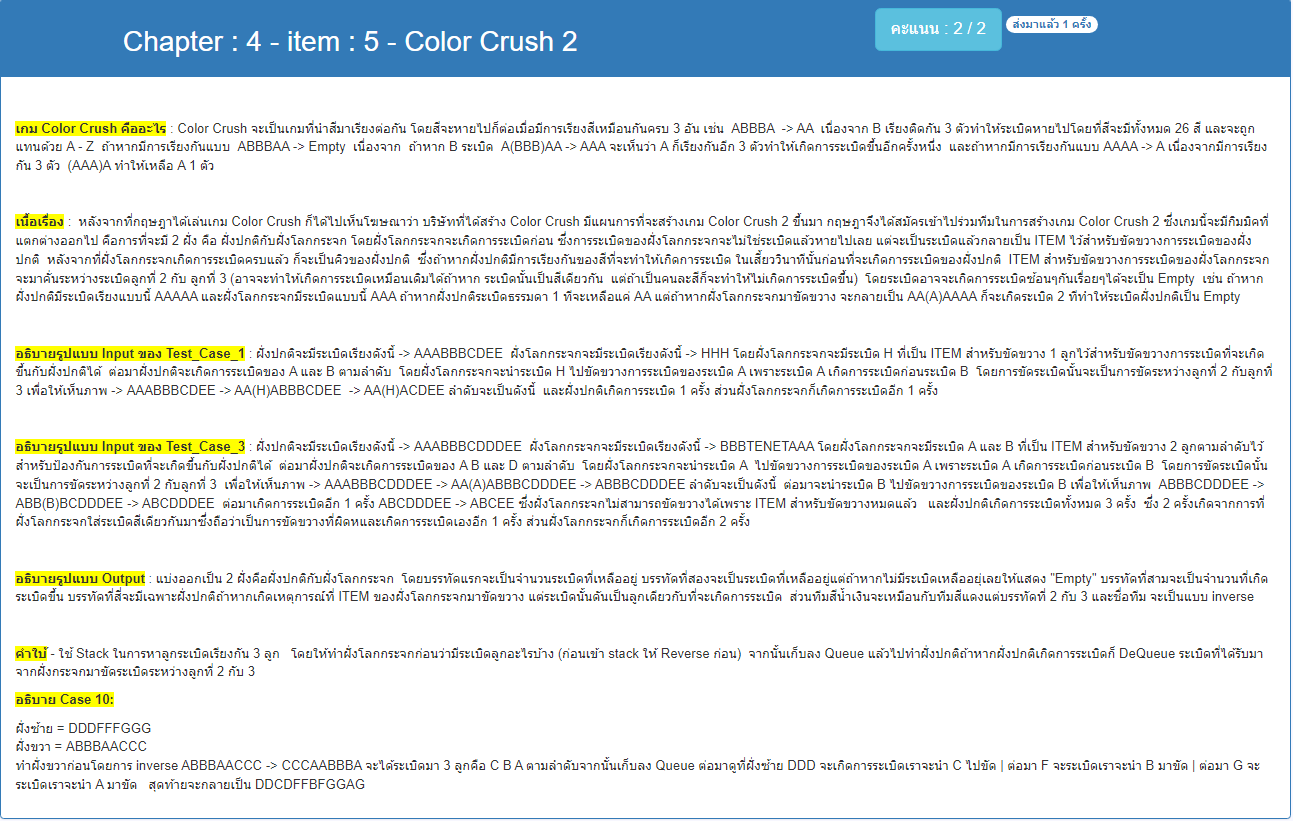 Chapter : 4 - item : 5 - Color Crush 2
คะแนน : 2 / 2
ส่งมาแล้ว 1 ครั้ง
เกม Color Crush คืออะไร : Color Crush จะเป็นเกมที่นำสีมาเรียงต่อกัน โดยสีจะหายไปก็ต่อเมื่อมีการเรียงสีเหมือนกันครบ 3 อัน เช่น ABBBA -> AA เนื่องจาก B เรียงติดกัน 3 ตัวทำให้ระเบิดหายไปโดยที่สีจะมีทั้งหมด 26 สี และจะถูก
แทนด้วย A - Z ถ้าหากมีการเรียงกันแบบ ABBBAA -> Empty เนื่องจาก ถ้าหาก B ระเบิด A(BBB)AA -> AAA จะเห็นว่า A ก็เรียงกันอีก 3 ตัวทำให้เกิดการระเบิดขึ้นอีกครั้งหนึ่ง และถ้าหากมีการเรียงกันแบบ AAAA -> A เนื่องจากมีการเรียง
กัน 3 ตัว (AAA)A ทำให้เหลือ A 1 ตัว
เนื้อเรื่อง : หลังจากที่กฤษฎาได้เล่นเกม Color Crush ก็ได้ไปเห็นโฆษณาว่า บริษัทที่ได้สร้าง Color Crush มีแผนการที่จะสร้างเกม Color Crush 2 ขึ้นมา กฤษฎาจึงได้สมัครเข้าไปร่วมทีมในการสร้างเกม Color Crush 2 ซึ่งเกมนี้จะมีกิมมิคที่
แตกต่างออกไป คือการที่จะมี 2 ฝั่ง คือ ฝั่งปกติกับฝั่งโลกกระจก โดยฝั่งโลกกระจกจะเกิดการระเบิดก่อน ซึ่งการระเบิดของฝั่งโลกกระจกจะไม่ใช่ระเบิดแล้วหายไปเลย แต่จะเป็นระเบิดแล้วกลายเป็น ITEM ไว้สำหรับขัดขวางการระเบิดของฝั่ง
ปกติ หลังจากที่ฝั่งโลกกระจกเกิดการระเบิดครบแล้ว ก็จะเป็นคิวของฝั่งปกติ ซึ่งถ้าหากฝั่งปกติมีการเรียงกันของสีที่จะทำให้เกิดการระเบิด ในเสี้ยววินาทีนั้นก่อนที่จะเกิดการระเบิดของฝั่งปกติ ITEM สำหรับขัดขวางการระเบิดของฝั่งโลกกระจก
จะมาคั่นระหว่างระเบิดลูกที่ 2 กับ ลูกที่ 3 (อาจจะทำให้เกิดการระเบิดเหมือนเดิมได้ถ้าหาก ระเบิดนั้นเป็นสีเดียวกัน แต่ถ้าเป็นคนละสีก็จะทำให้ไม่เกิดการระเบิดขึ้น) โดยระเบิดอาจจะเกิดการระเบิดซ้อนๆกันเรื่อยๆได้จะเป็น Empty เช่น ถ้าหาก
ฝั่งปกติมีระเบิดเรียงแบบนี้ AAAAA และฝั่งโลกกระจกมีระเบิดแบบนี้ AAA ถ้าหากฝั่งปกติระเบิดธรรมดา 1 ทีจะเหลือแค่ AA แต่ถ้าหากฝั่งโลกกระจกมาขัดขวาง จะกลายเป็น AA(A)AAAA ก็จะเกิดระเบิด 2 ทีทำให้ระเบิดฝั่งปกติเป็น Empty
อธิบายรูปแบบ Input ของ Test_Case_1 : ฝั่งปกติจะมีระเบิดเรียงดังนี้ -> AAABBBCDEE ฝั่งโลกกระจกจะมีระเบิดเรียงดังนี้ -> HHH โดยฝั่งโลกกระจกจะมีระเบิด H ที่เป็น ITEM สำหรับขัดขวาง 1 ลูกไว้สำหรับขัดขวางการระเบิดที่จะเกิด
ขึ้นกับฝั่งปกติได้ ต่อมาฝั่งปกติจะเกิดการระเบิดของ A และ B ตามลำดับ โดยฝั่งโลกกระจกจะนำระเบิด H ไปขัดขวางการระเบิดของระเบิด A เพราะระเบิด A เกิดการระเบิดก่อนระเบิด B โดยการขัดระเบิดนั้นจะเป็นการขัดระหว่างลูกที่ 2 กับลูกที่
3 เพื่อให้เห็นภาพ -> AAABBBCDEE -> AA(H)ABBBCDEE -> AA(H)ACDEE ลำดับจะเป็นดังนี้ และฝั่งปกติเกิดการระเบิด 1 ครั้ง ส่วนฝั่งโลกกระจกก็เกิดการระเบิดอีก 1 ครั้ง
อธิบายรูปแบบ Input ของ Test_Case_3 : ฝั่งปกติจะมีระเบิดเรียงดังนี้ -> AAABBBCDDDEE ฝั่งโลกกระจกจะมีระเบิดเรียงดังนี้ -> BBBTENETAAA โดยฝั่งโลกกระจกจะมีระเบิด A และ B ที่เป็น ITEM สำหรับขัดขวาง 2 ลูกตามลำดับไว้
สำหรับป้องกันการระเบิดที่จะเกิดขึ้นกับฝั่งปกติได้ ต่อมาฝั่งปกติจะเกิดการระเบิดของ A B และ D ตามลำดับ โดยฝั่งโลกกระจกจะนำระเบิด A ไปขัดขวางการระเบิดของระเบิด A เพราะระเบิด A เกิดการระเบิดก่อนระเบิด B โดยการขัดระเบิดนั้น
จะเป็นการขัดระหว่างลูกที่ 2 กับลูกที่ 3 เพื่อให้เห็นภาพ -> AAABBBCDDDEE -> AA(A)ABBBCDDDEE -> ABBBCDDDEE ลำดับจะเป็นดังนี้ ต่อมาจะนำระเบิด B ไปขัดขวางการระเบิดของระเบิด B เพื่อให้เห็นภาพ ABBBCDDDEE ->
ABB(B)BCDDDEE -> ABCDDDEE ต่อมาเกิดการระเบิดอีก 1 ครั้ง ABCDDDEE -> ABCEE ซึ่งฝั่งโลกกระจกไม่สามารถขัดขวางได้เพราะ ITEM สำหรับขัดขวางหมดแล้ว และฝั่งปกติเกิดการระเบิดทั้งหมด 3 ครั้ง ซึ่ง 2 ครั้งเกิดจากการที่
ฝั่งโลกกระจกใส่ระเบิดสีเดียวกันมาซึ่งถือว่าเป็นการขัดขวางที่ผิดหและเกิดการระเบิดเองอีก 1 ครั้ง ส่วนฝั่งโลกกระจกก็เกิดการระเบิดอีก 2 ครั้ง
อธิบายรูปแบบ Output : แบ่งออกเป็น 2 ฝั่งคือฝั่งปกติกับฝั่งโลกกระจก โดยบรรทัดแรกจะเป็นจำนวนระเบิดที่เหลืออยู่ บรรทัดที่สองจะเป็นระเบิดที่เหลืออยู่แต่ถ้าหากไม่มีระเบิดเหลืออยู่เลยให้แสดง "Empty" บรรทัดที่สามจะเป็นจำนวนที่เกิด
ระเบิดขึ้น บรรทัดที่สี่จะมีเฉพาะฝั่งปกติถ้าหากเกิดเหตุการณ์ที่ ITEM ของฝั่งโลกกระจกมาขัดขวาง แต่ระเบิดนั้นดันเป็นลูกเดียวกับที่จะเกิดการระเบิด ส่วนทีมสีน้ำเงินจะเหมือนกับทีมสีแดงแต่บรรทัดที่ 2 กับ 3 และชื่อทีม จะเป็นแบบ inverse
คำใบ้ - ใช้ Stack ในการหาลูกระเบิดเรียงกัน 3 ลูก โดยให้ทำฝั่งโลกกระจกก่อนว่ามีระเบิดลูกอะไรบ้าง (ก่อนเข้า stack ให้ Reverse ก่อน) จากนั้นเก็บลง Queue แล้วไปทำฝั่งปกติถ้าหากฝั่งปกติเกิดการระเบิดก็ DeQueue ระเบิดที่ได้รับมา
จากฝั่งกระจกมาขัดระเบิดระหว่างลูกที่ 2 กับ 3
อธิบาย Case 10:
ฝั่งซ้าย = DDDFFFGGG
ฝั่งขวา = ABBBAACCC
ทำฝั่งขวาก่อนโดยการ inverse ABBBAACCC -> CCCAABBBA จะได้ระเบิดมา 3 ลูกคือ C B A ตามลำดับจากนั้นเก็บลง Queue ต่อมาดูที่ฝั่งซ้าย DDD จะเกิดการระเบิดเราจะนำ C ไปขัด | ต่อมา F จะระเบิดเราจะนำ B มาขัด | ต่อมา G จะ
ระเบิดเราจะนำ A มาขัด สุดท้ายจะกลายเป็น DDCDFFBFGGAG